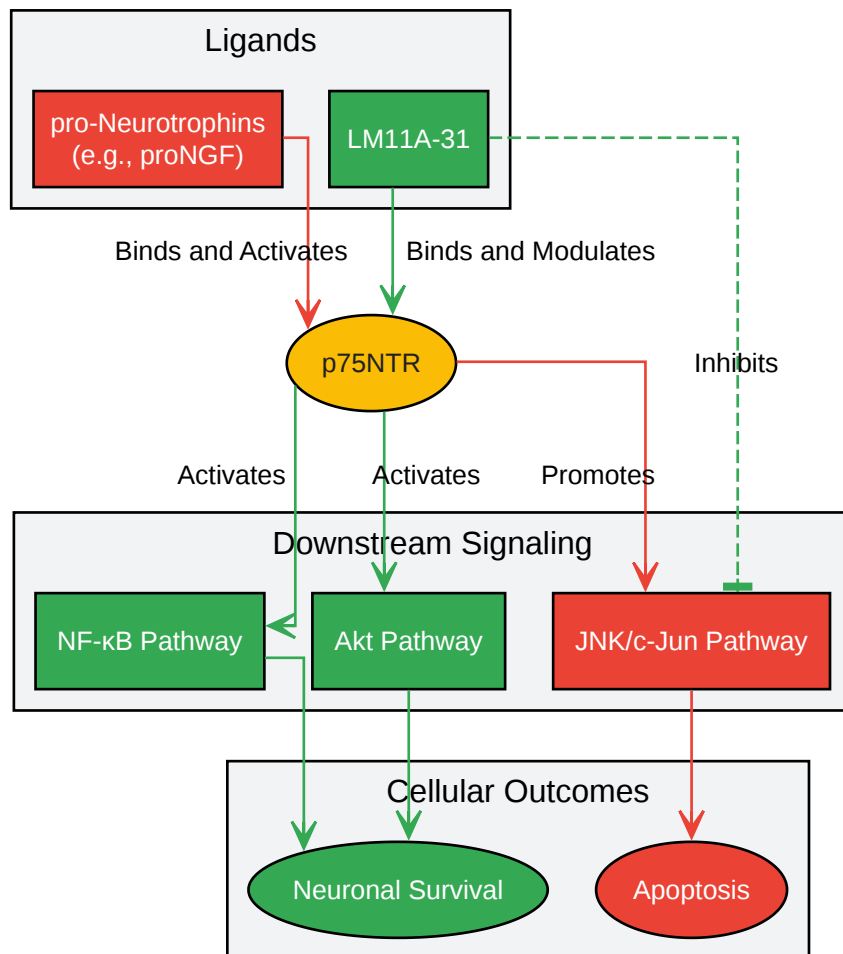 Ligands
pro-Neurotrophins
(e.g., proNGF)
LM11A-31
Binds and Activates
Binds and Modulates
p75NTR
Inhibits
Activates
Activates
Promotes
Downstream Signaling
NF-κB Pathway
Akt Pathway
JNK/c-Jun Pathway
Cellular Outcomes
Neuronal Survival
Apoptosis